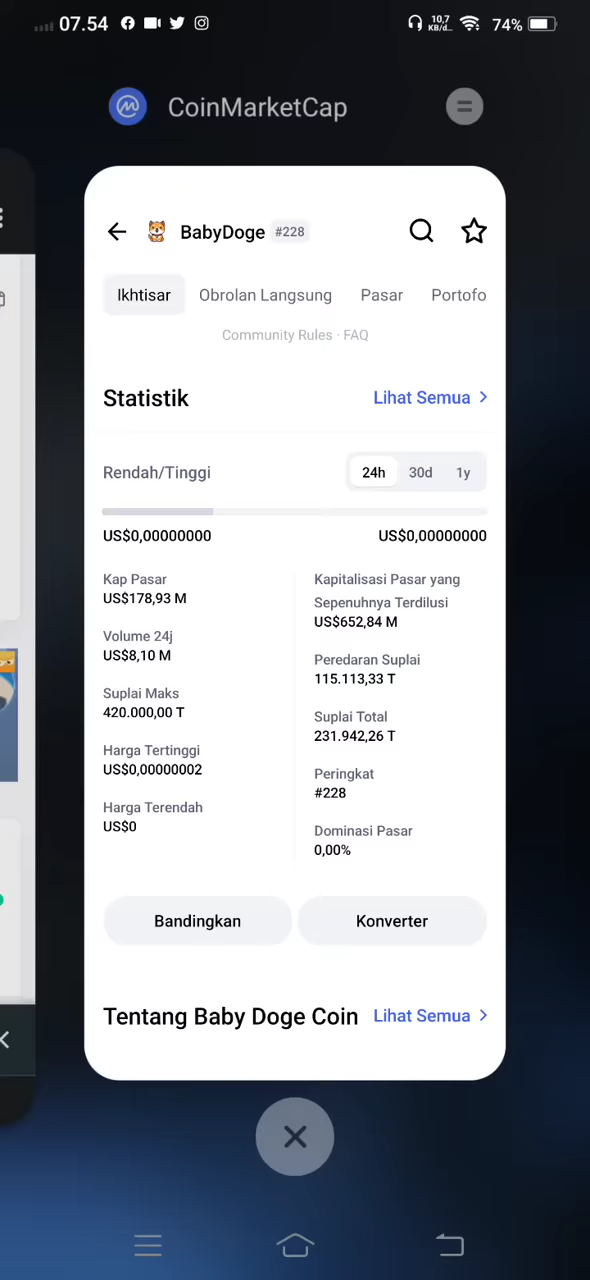 07.54
10,7
KB/d...
74%
CoinMarketCap
BabyDoge #228
Ikhtisar Obrolan Langsung Pasar Portofo
Community Rules · FAQ
Statistik Lihat Semua
Rendah/Tinggi 24h 30d 1y
US$0,00000000 US$0,00000000
Kap Pasar
US$178,93 M
Volume 24j
US$8,10 M
Suplai Maks
420.000,00 T
Harga Tertinggi
US$0,00000002
Harga Terendah
US$0
Kapitalisasi Pasar yang
Sepenuhnya Terdilusi
US$652,84 M
Peredaran Suplai
115.113,33 T
Suplai Total
231.942,26 T
Peringkat
#228
Dominasi Pasar
0,00%
Bandingkan Konverter
Tentang Baby Doge Coin Lihat Semua